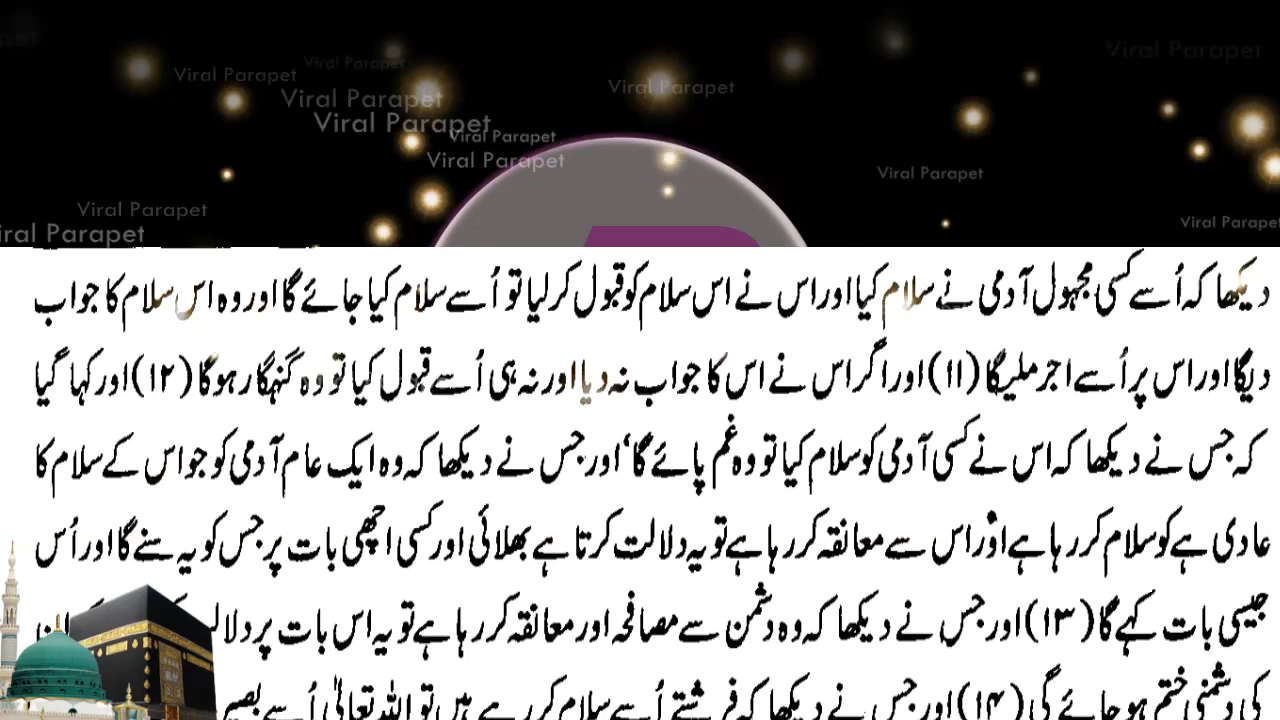 Viral Parapet
Viral Parapet
Viral Parapet
Viral Parapet
Viral Parapet
Viral Parapet
Viral Parapet
Viral Parapet
Viral Parapet
Viral Parapet
Viral Parapet
Viral Parapet
دیکھا کہ اُسے کسی مجہول آدمی نے سلام کیا اور اس نے اس سلام کو قبول کر لیا تو اُسے سلام کیا جائے گا اور وہ اس سلام کا جواب
دیگا اور اس پر اُسے اجر ملیگا (۱۱) اور اگر اس نے اس کا جواب نہ دیا اور نہ ہی اُسے قبول کیا تو وہ گنہگار ہوگا (۱۲) اور کہا گیا
کہ جس نے دیکھا کہ اس نے کسی آدمی کو سلام کیا تو وہ غم پائے گا‘ اور جس نے دیکھا کہ وہ ایک عام آدمی کو جو اس کے سلام کا
عادی ہے کو سلام کر رہا ہے اور اس سے معانقہ کر رہا ہے تو یہ دلالت کرتا ہے بھلائی اور کسی اچھی بات پر جس کو یہ سنے گا اور اُس
جیسی بات کہے گا (۱۳) اور جس نے دیکھا کہ وہ دشمن سے مصافحہ اور معانقہ کر رہا ہے تو یہ اس بات پر
کی دشمنی ختم ہو جائے گی (۱۴) اور جس نے دیکھا کہ فرشتے اُسے سلام کر رہے ہیں تو اللہ تعالیٰ اُسے